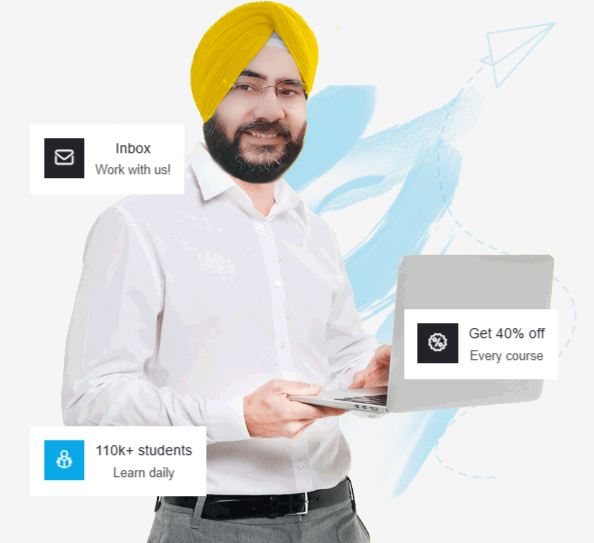 Inbox
Work with us!
Get 40% off
Every course
110k+ students
Learn daily